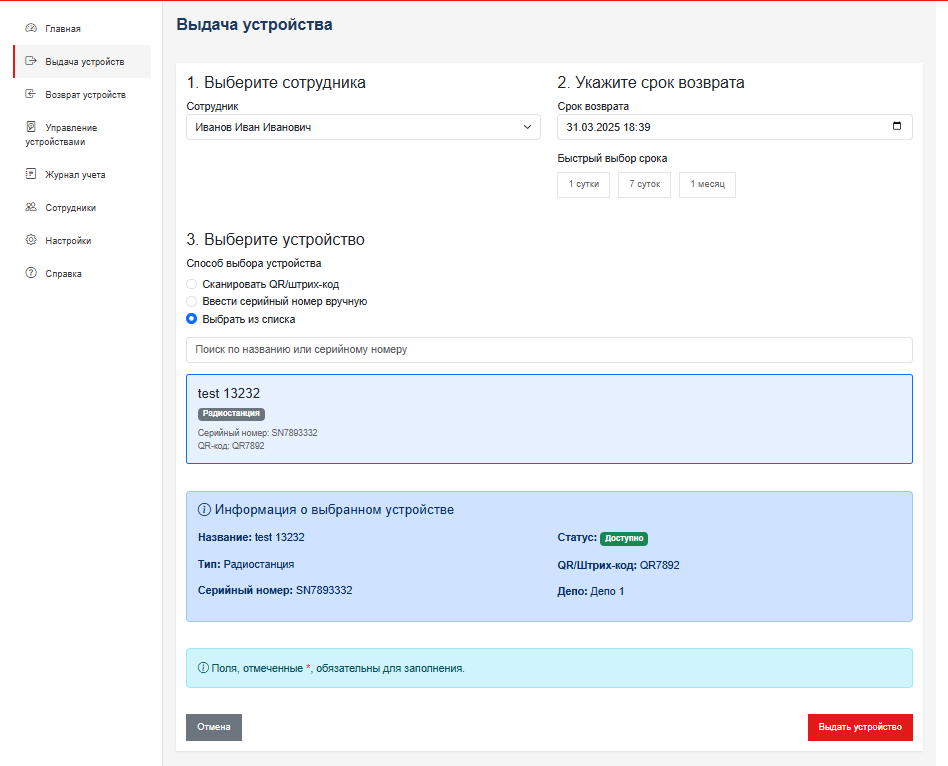 Главная
Выдача устройств
Возврат устройств
Управление
устройствами
Журнал учета
Сотрудники
Настройки
Справка
Выдача устройства
1. Выберите сотрудника
Сотрудник
Иванов Иван Иванович
2. Укажите срок возврата
Срок возврата
31.03.2025 18:39
Быстрый выбор срока
1 сутки 7 суток 1 месяц
3. Выберите устройство
Способ выбора устройства
Сканировать QR/штрих-код
Ввести серийный номер вручную
Выбрать из списка
Поиск по названию или серийному номеру
test 13232
Радиостанция
Серийный номер: SN7893332
QR-код: QR7892
Информация о выбранном устройстве
Название: test 13232
Тип: Радиостанция
Серийный номер: SN7893332
Статус: Доступно
QR/Штрих-код: QR7892
Депо: Депо 1
Поля, отмеченные *, обязательны для заполнения.
Отмена
Выдать устройство